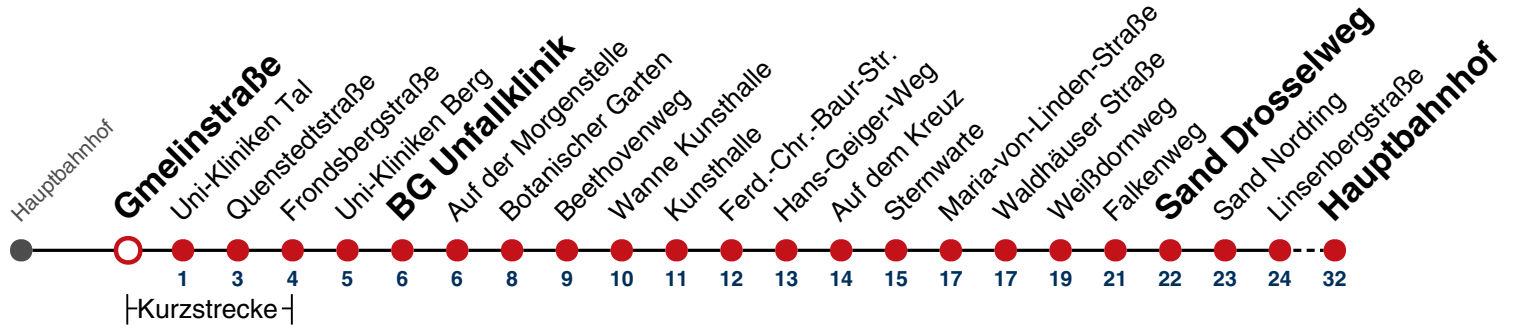 Hauptbahnhof
Gmelinstraße
Uni-Kliniken Tal
Quenstedtstraße
Frondsbergstraße
Uni-Kliniken Berg
BG Unfallklinik
Auf der Morgenstelle
Botanischer Garten
Beethovenweg
Wanne Kunsthalle
Kunsthalle
Ferd.-Chr.-Baur-Str.
Hans-Geiger-Weg
Auf dem Kreuz
Sternwarte
Maria-von-Linden-Straße
Waldhäuser Straße
Weißdornweg
Falkenweg
Sand Drosselweg
Sand Nordring
Linsenbergstraße
Hauptbahnhof
1 3 4 5 6 6 8 9 10 11 12 13 14 15 17 17 19 21 22 23 24 32
Kurzstrecke